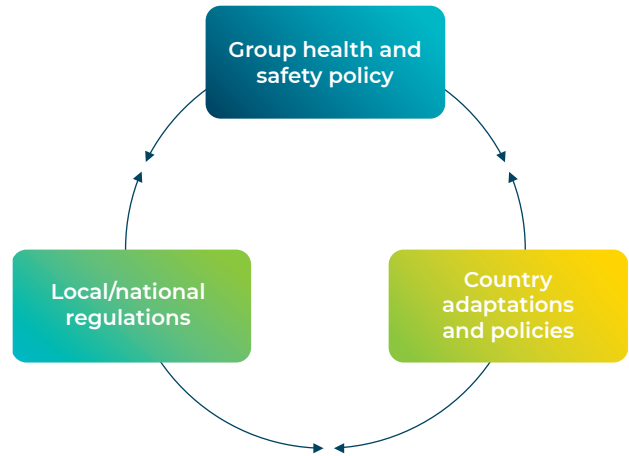 Group health and
safety policy
Local/national
regulations
Country
adaptations
and policies